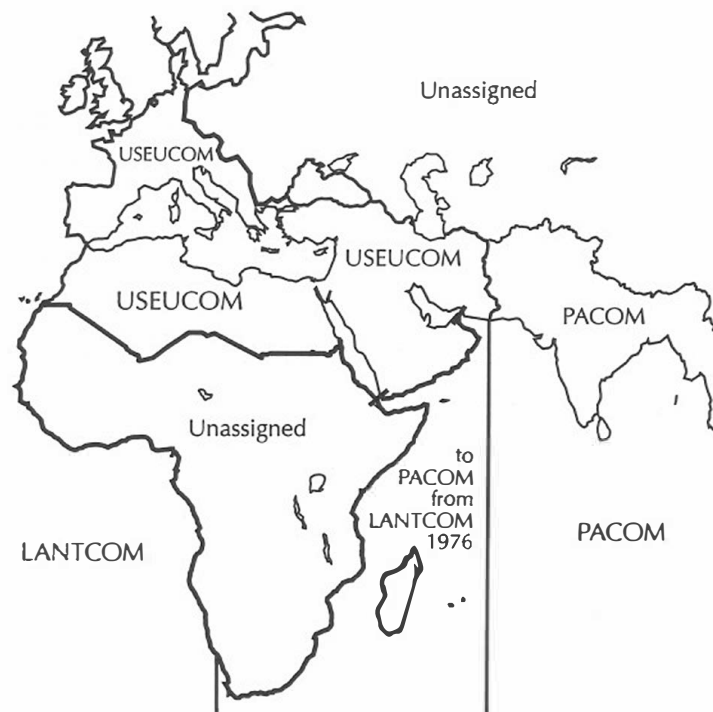 Unassigned
USEUCOM
USEUCOM
USEUCOM
PACOM
Unassigned
to
PACOM
from
LANTCOM
1976
LANTCOM
PACOM